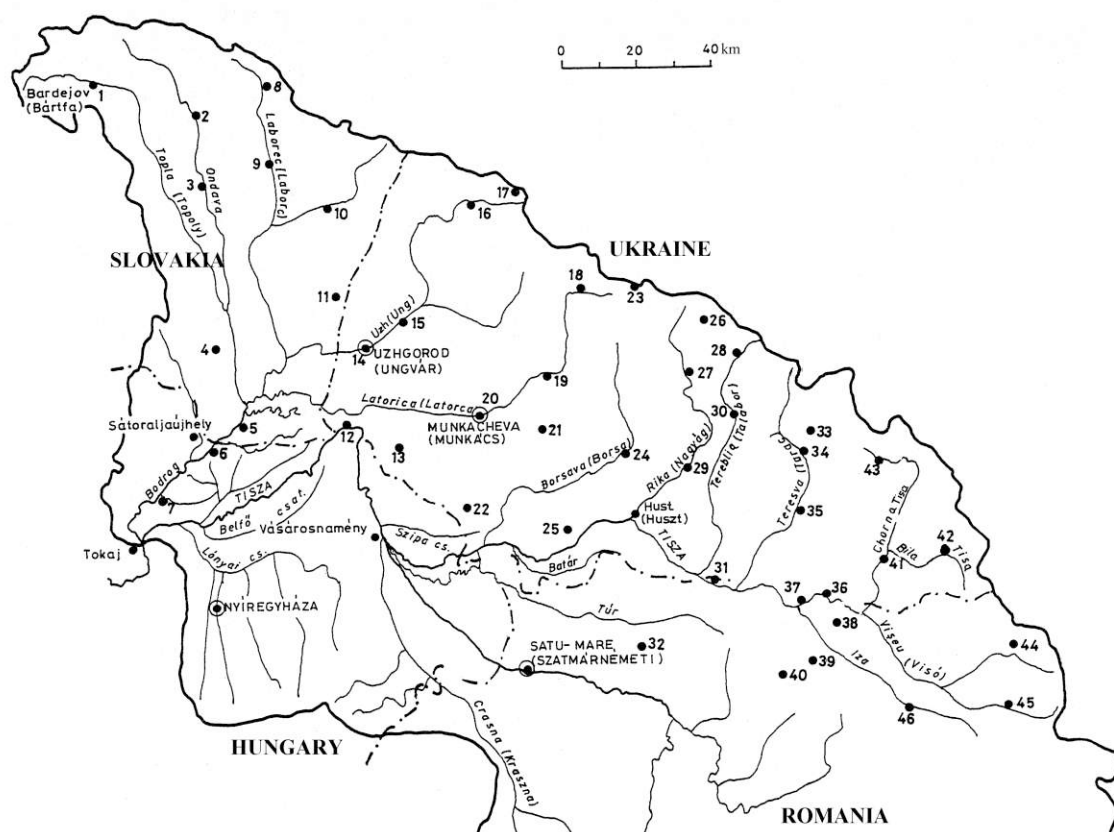 0 20 40 km
Bardejov
(Bártfa)
1
8
2
Laborec (Laborc)
Topla (Topoly)
Ondava
9
3
10
17
16
SLOVAKIA
UKRAINE
18
23
11
26
15
Uzh (Ung)
28
14
UZHGOROD
(UNGVÁR)
4
27
19
Latorica (Latorca)
20
MUNKACHEVA
(MUNKÁCS)
30
Tereblia (Talabor)
Sátoraljaújhely
5
12
21
33
34
6
13
Borsava (Borsa)
24
Rika (Nagyág)
29
Teresva (Tarac)
43
Bodrog
7
TISZA
Belfő csat.
22
25
Hust
(Huszt)
35
Chorna Tisa
Vásárosnamény
Szipa cs.
42
Tokaj
Lónyai cs.
Batár
TISZA
41
Bila
Tisa
31
37
36
NYÍREGYHÁZA
Túr
38
Vişeu (Visó)
32
44
SATU-MARE
(SZATMÁRNEMETI)
40
39
Iza
46
45
HUNGARY
Crasna (Kraszna)
ROMANIA